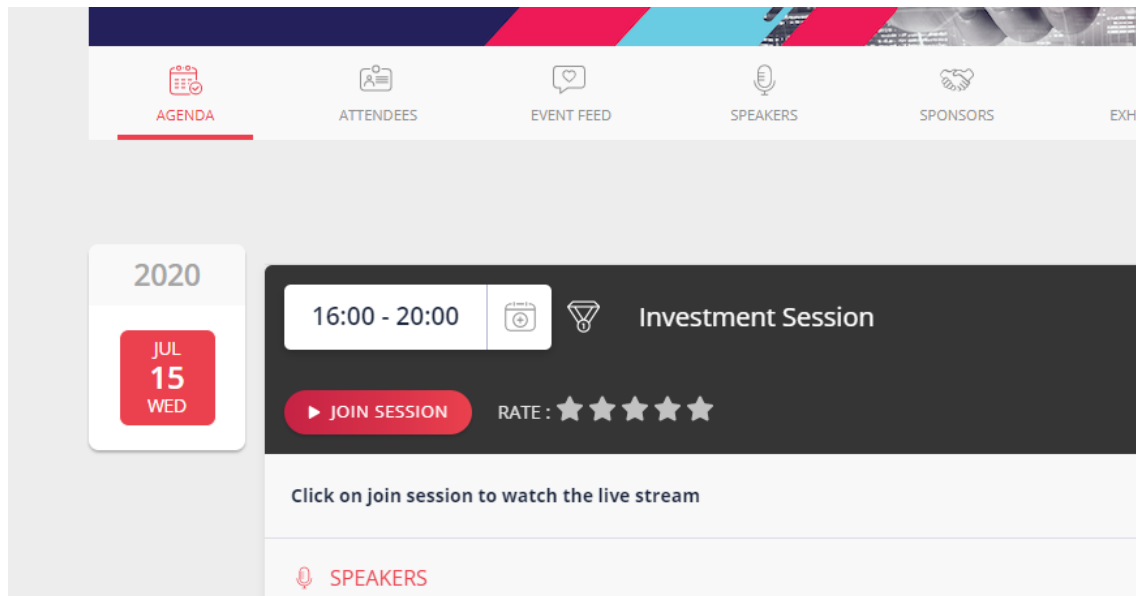 AGENDA
ATTENDEES
EVENT FEED
SPEAKERS
SPONSORS
EXH
2020
JUL
15
WED
16:00 - 20:00
Investment Session
JOIN SESSION
RATE :
Click on join session to watch the live stream
SPEAKERS